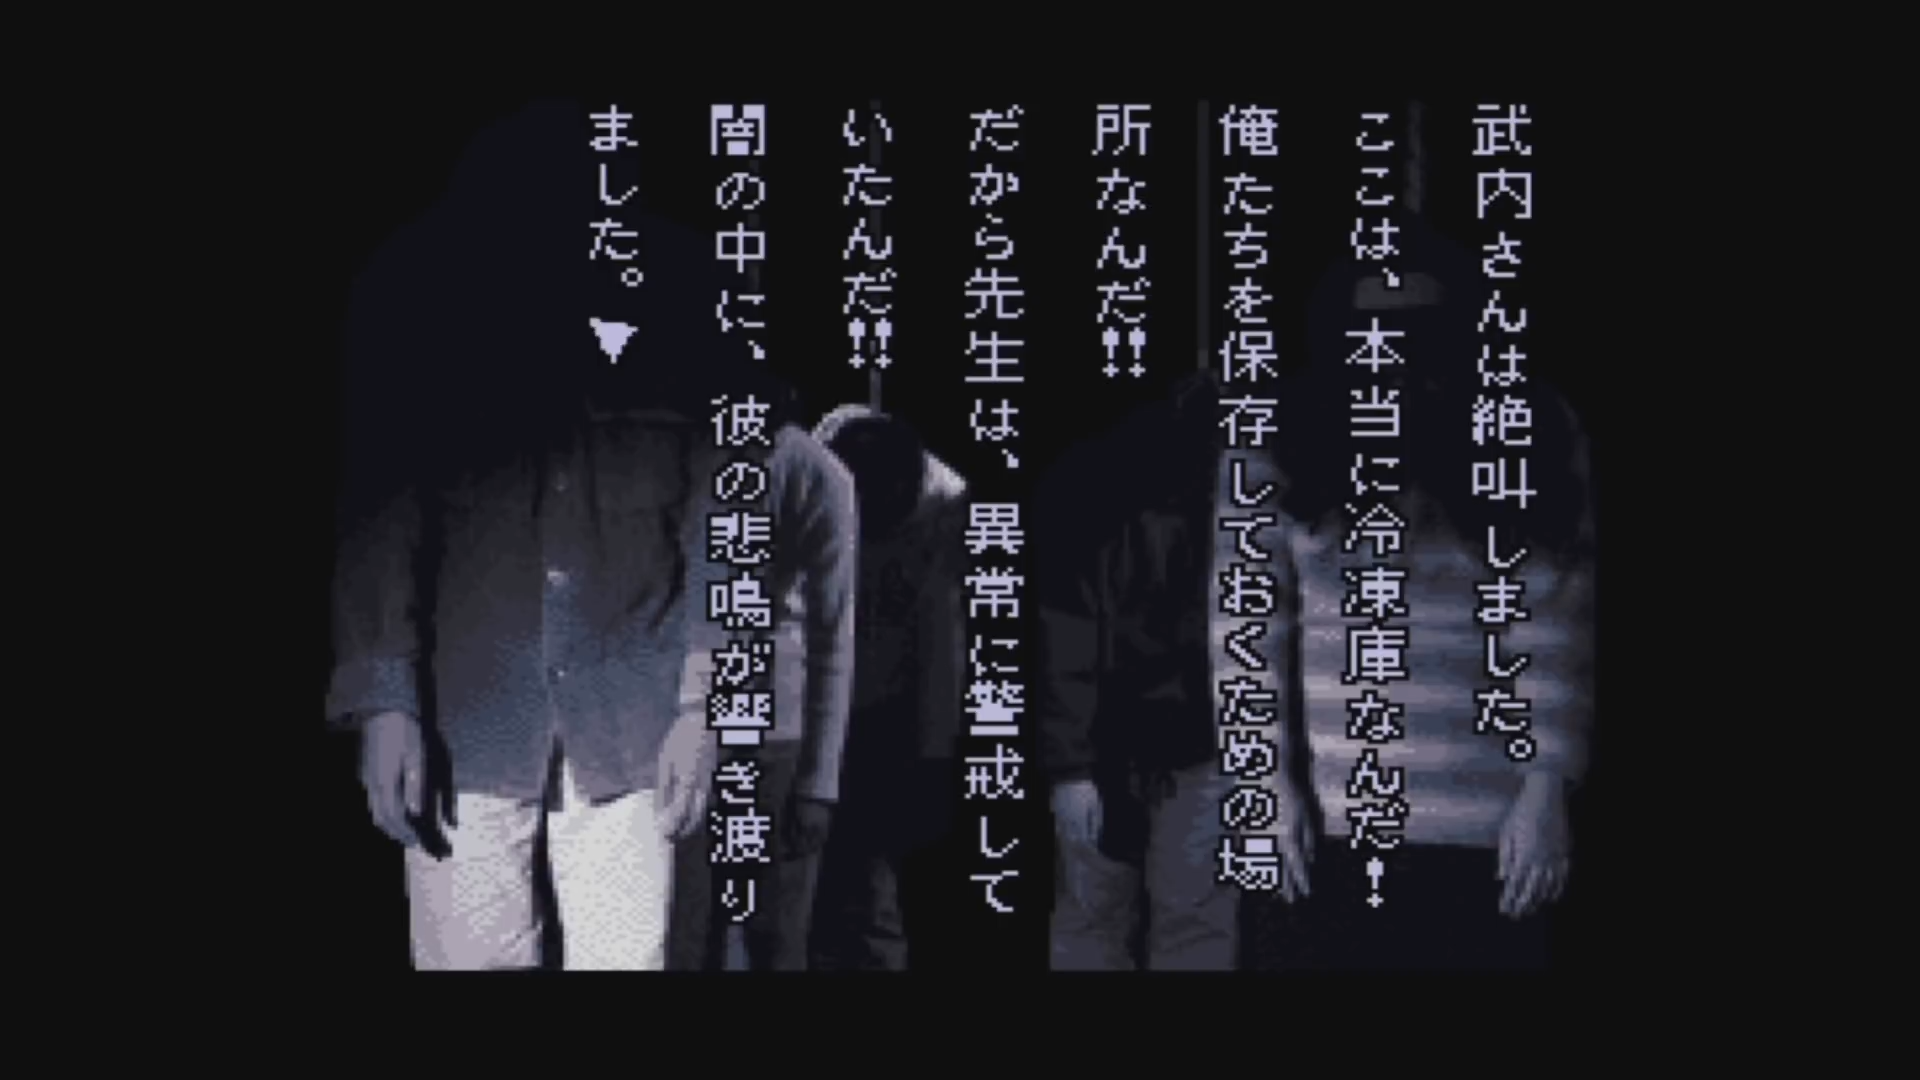 武内さんは絶叫しました。
ここは、本当に冷凍庫なんだ!
俺たちを保存しておくための場
所なんだ!!
だから先生は、異常に警戒して
いたんだ!!
闇の中に、彼の悲鳴が響き渡り
ました。▼